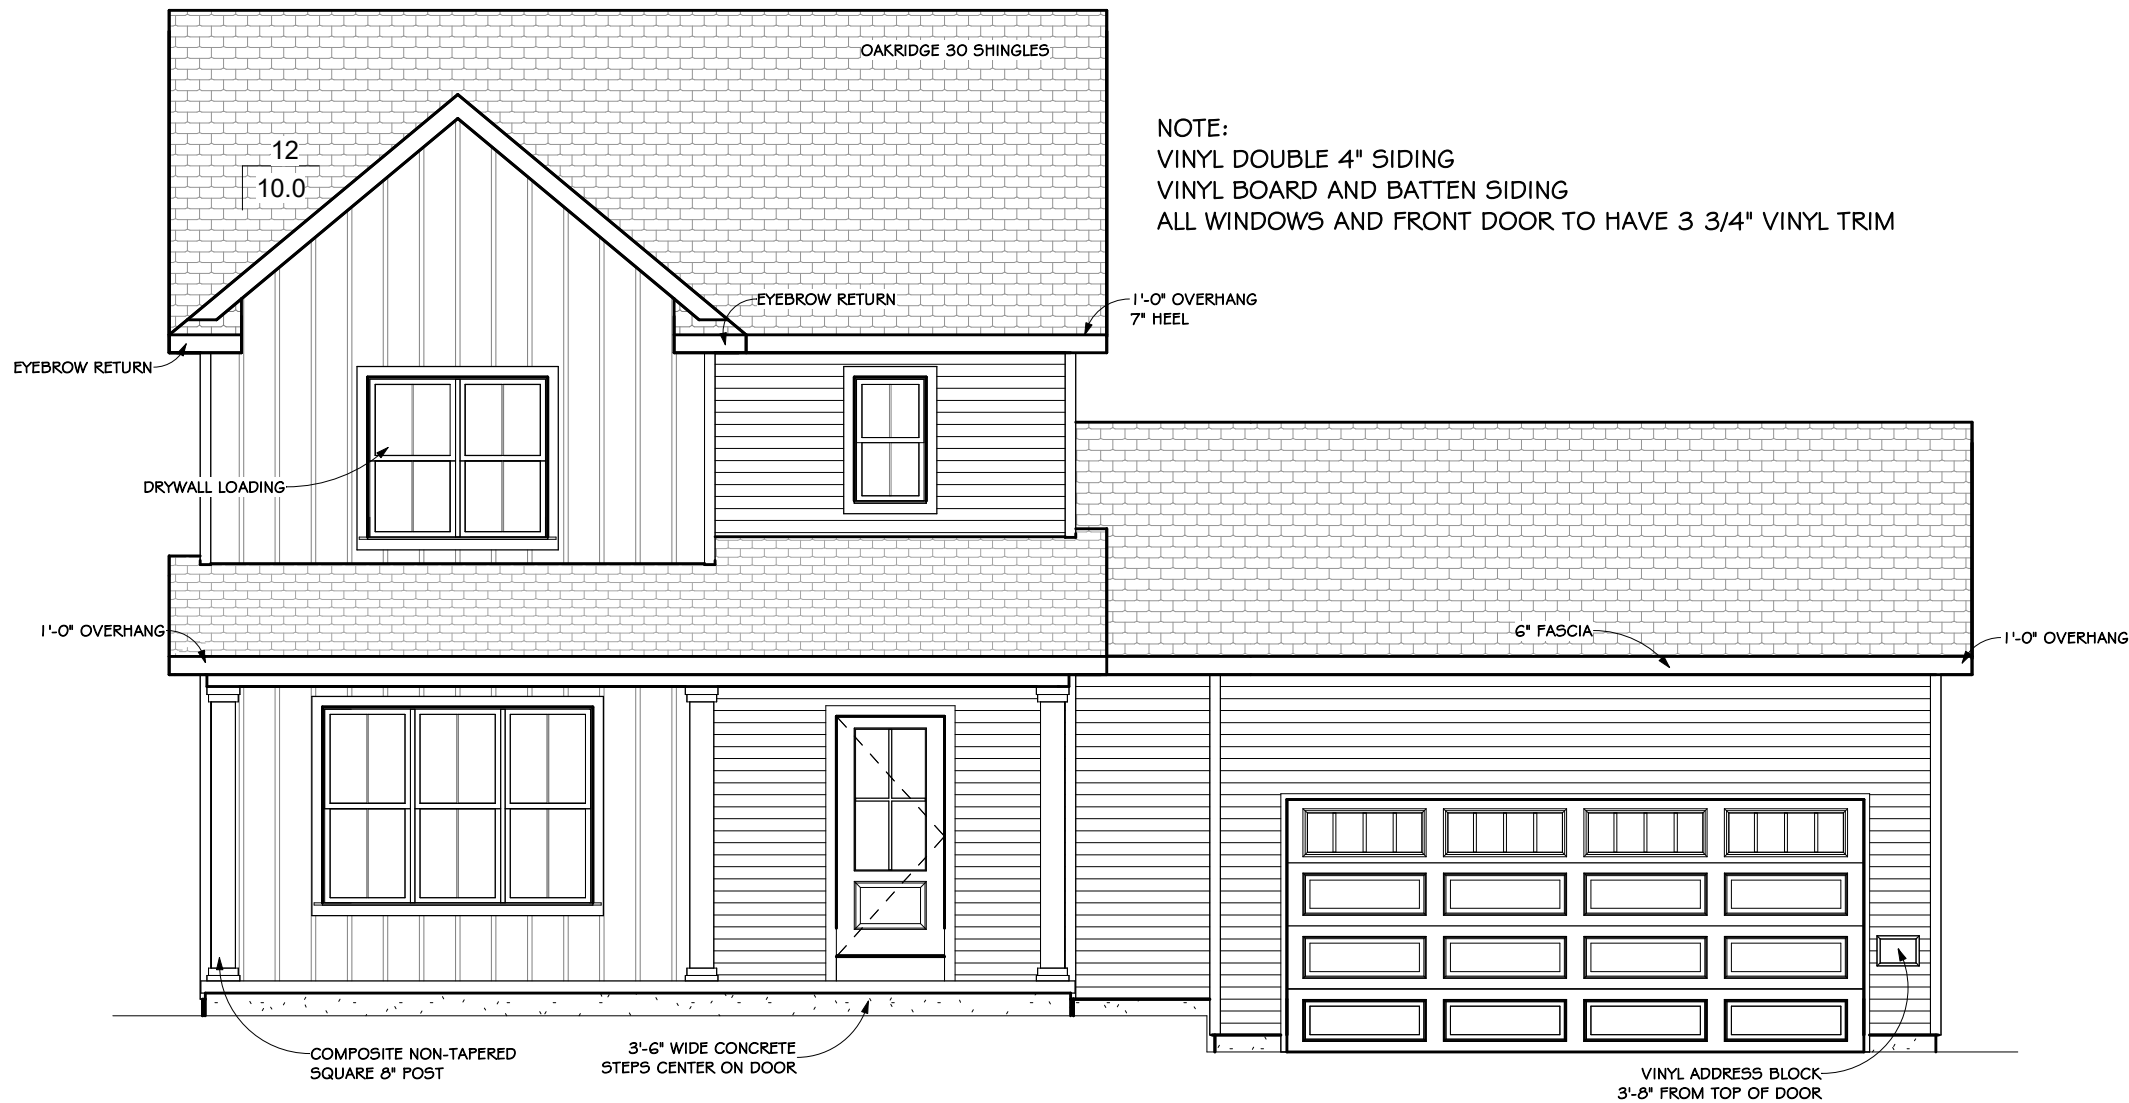 OAKRIDGE 30 SHINGLES
12
10.0
NOTE:
VINYL DOUBLE 4" SIDING
VINYL BOARD AND BATTEN SIDING
ALL WINDOWS AND FRONT DOOR TO HAVE 3 3/4" VINYL TRIM
EYEBROW RETURN
1'-0" OVERHANG
7" HEEL
EYEBROW RETURN
DRYWALL LOADING
1'-0" OVERHANG
6" FASCIA
1'-0" OVERHANG
COMPOSITE NON-TAPERED
SQUARE 8" POST
3'-6" WIDE CONCRETE
STEPS CENTER ON DOOR
VINYL ADDRESS BLOCK
3'-8" FROM TOP OF DOOR